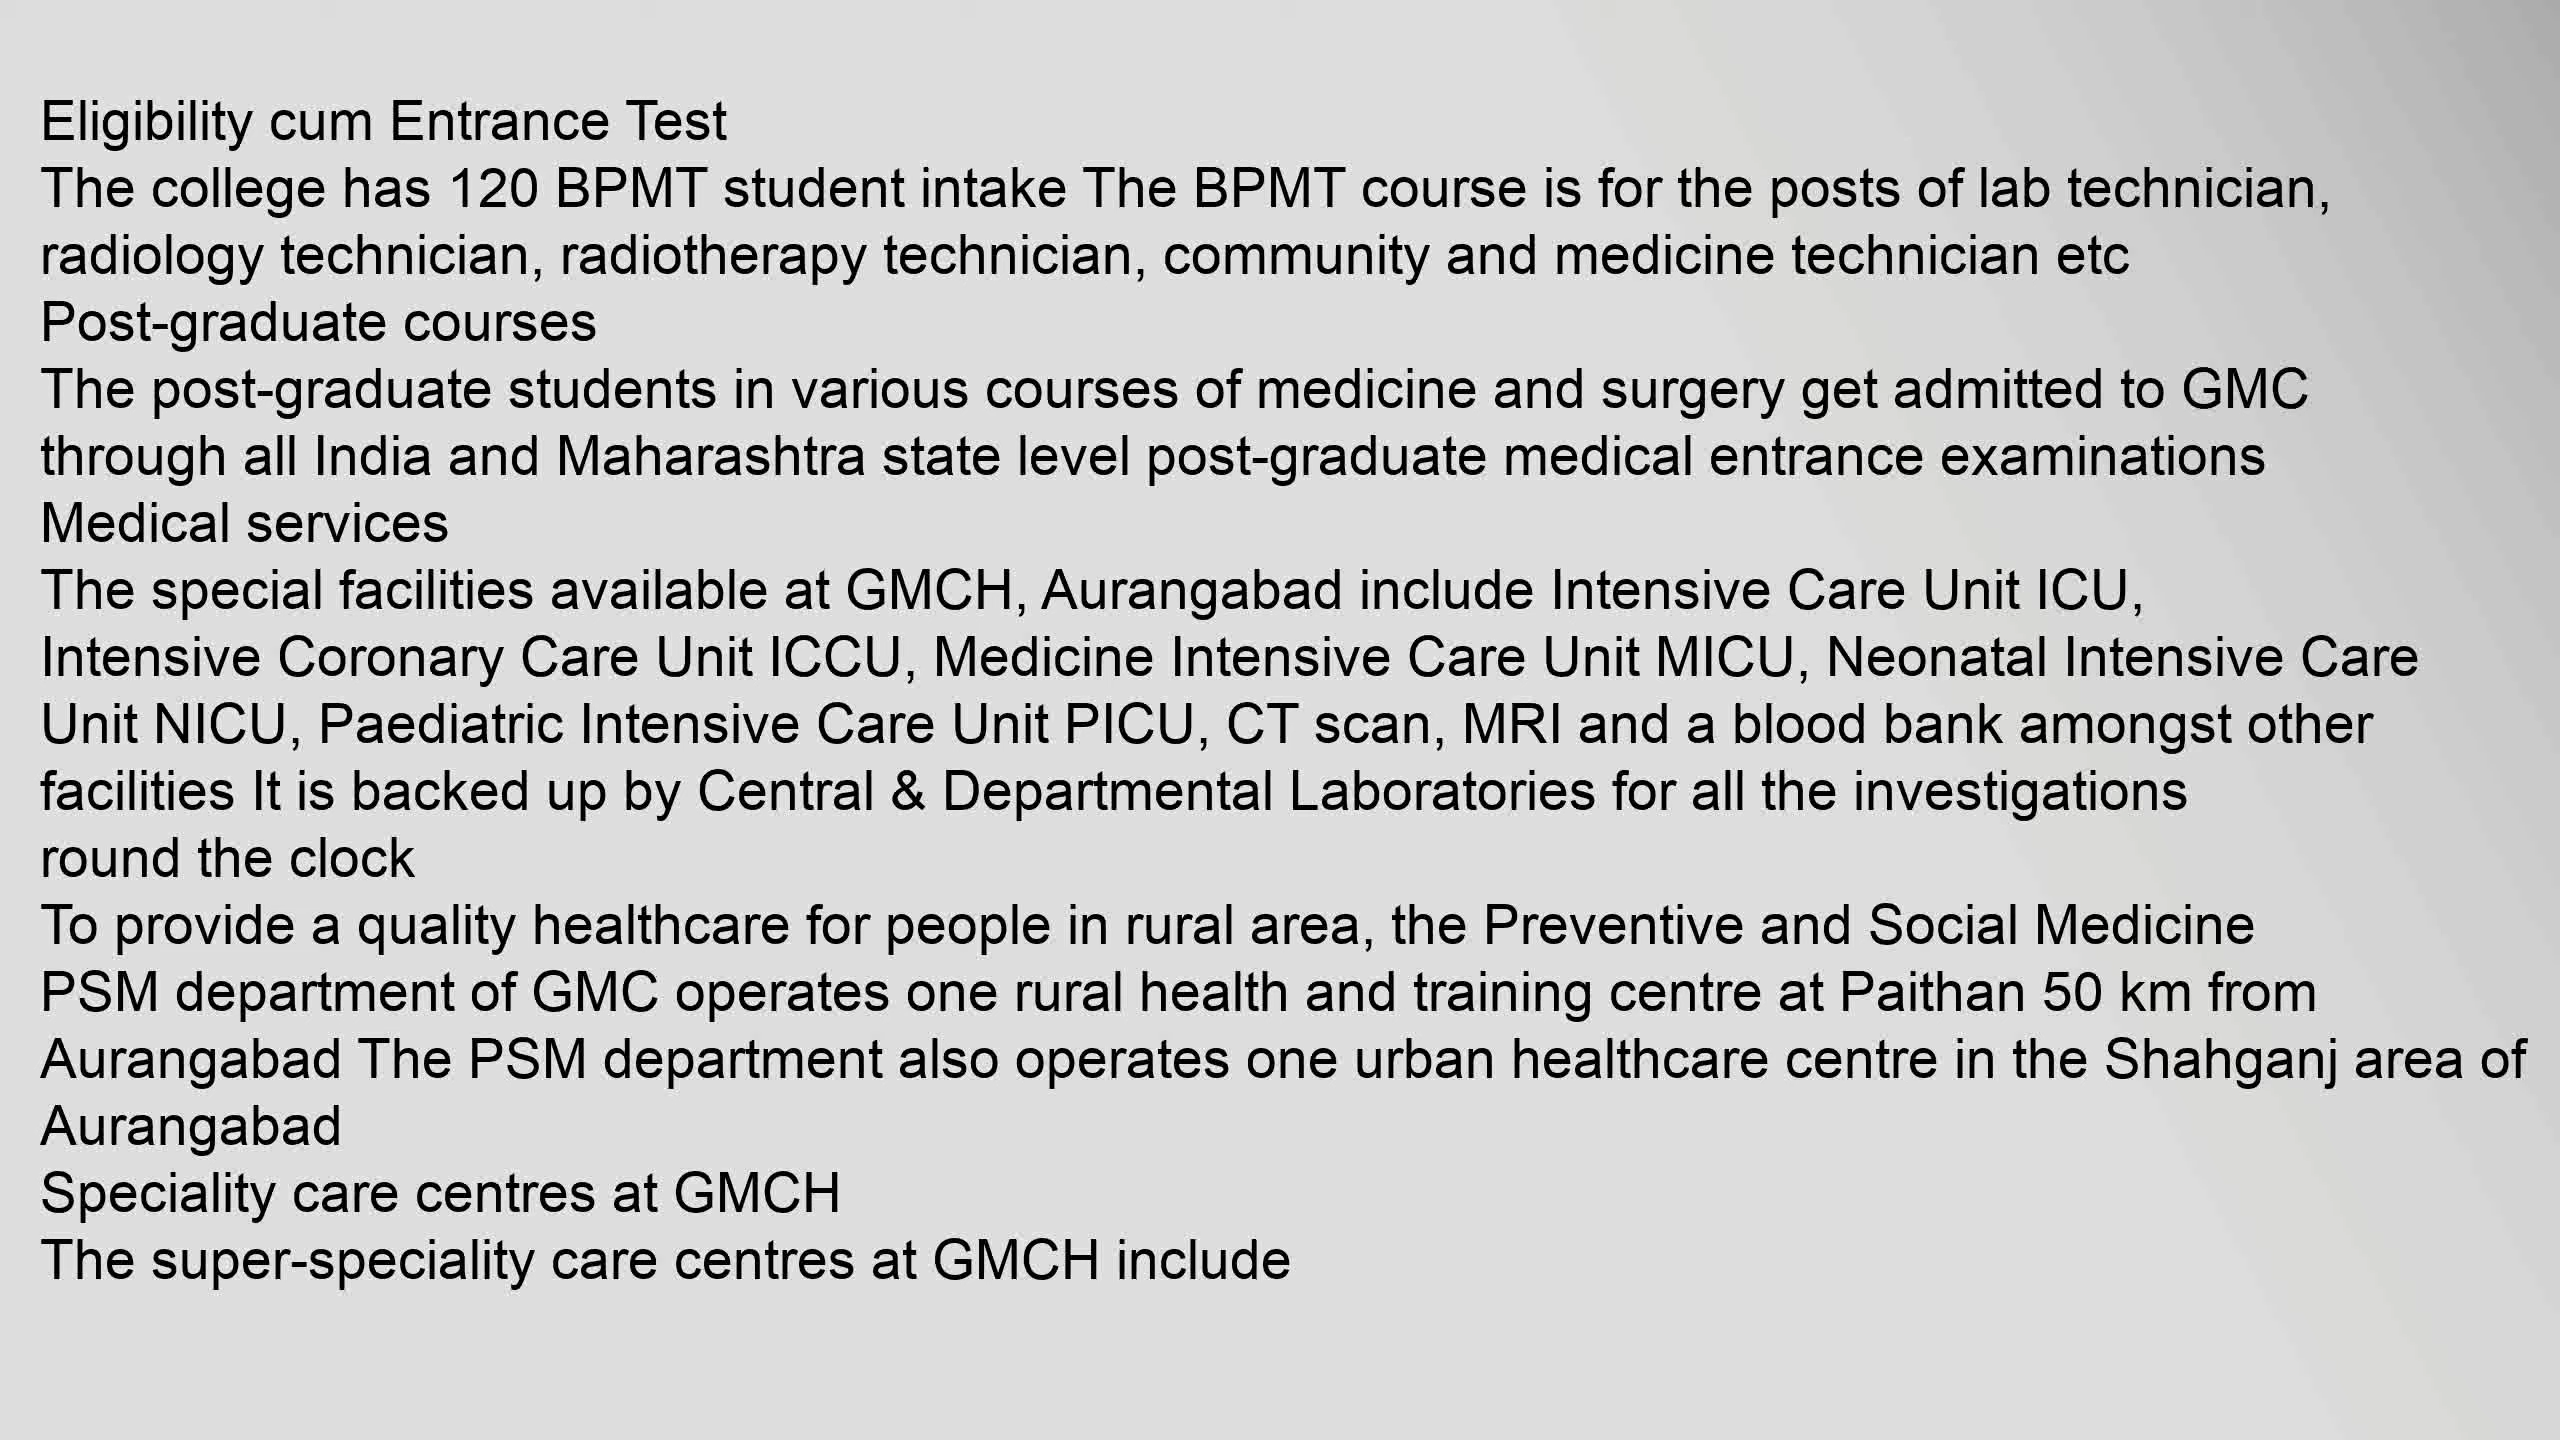 Eligibility cum Entrance Test
The college has 120 BPMT student intake The BPMT course is for the posts of lab technician,
radiology technician, radiotherapy technician, community and medicine technician etc
Post-graduate courses
The post-graduate students in various courses of medicine and surgery get admitted to GMC
through all India and Maharashtra state level post-graduate medical entrance examinations
Medical services
The special facilities available at GMCH, Aurangabad include Intensive Care Unit ICU,
Intensive Coronary Care Unit ICCU, Medicine Intensive Care Unit MICU, Neonatal Intensive Care
Unit NICU, Paediatric Intensive Care Unit PICU, CT scan, MRI and a blood bank amongst other
facilities It is backed up by Central & Departmental Laboratories for all the investigations
round the clock
To provide a quality healthcare for people in rural area, the Preventive and Social Medicine
PSM department of GMC operates one rural health and training centre at Paithan 50 km from
Aurangabad The PSM department also operates one urban healthcare centre in the Shahganj area of
Aurangabad
Speciality care centres at GMCH
The super-speciality care centres at GMCH include